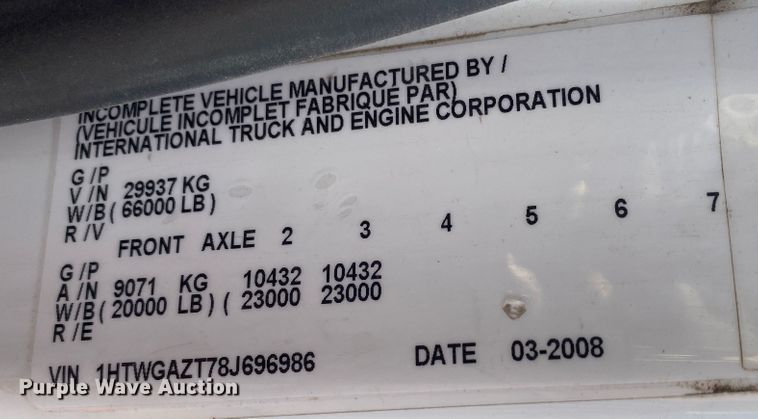 INCOMPLETE VEHICLE MANUFACTURED BY /
(VEHICULE INCOMPLET FABRIQUE PAR)
INTERNATIONAL TRUCK AND ENGINE CORPORATION
G /P
V /N 29937 KG
W/B ( 66000 LB )
R /V
FRONT AXLE 2 3 4 5 6 7
G /P
A /N 9071 KG 10432 10432
W/B ( 20000 LB ) ( 23000 23000
R /E
VIN 1HTWGAZT78J696986 DATE 03-2008
Purple Wave Auction